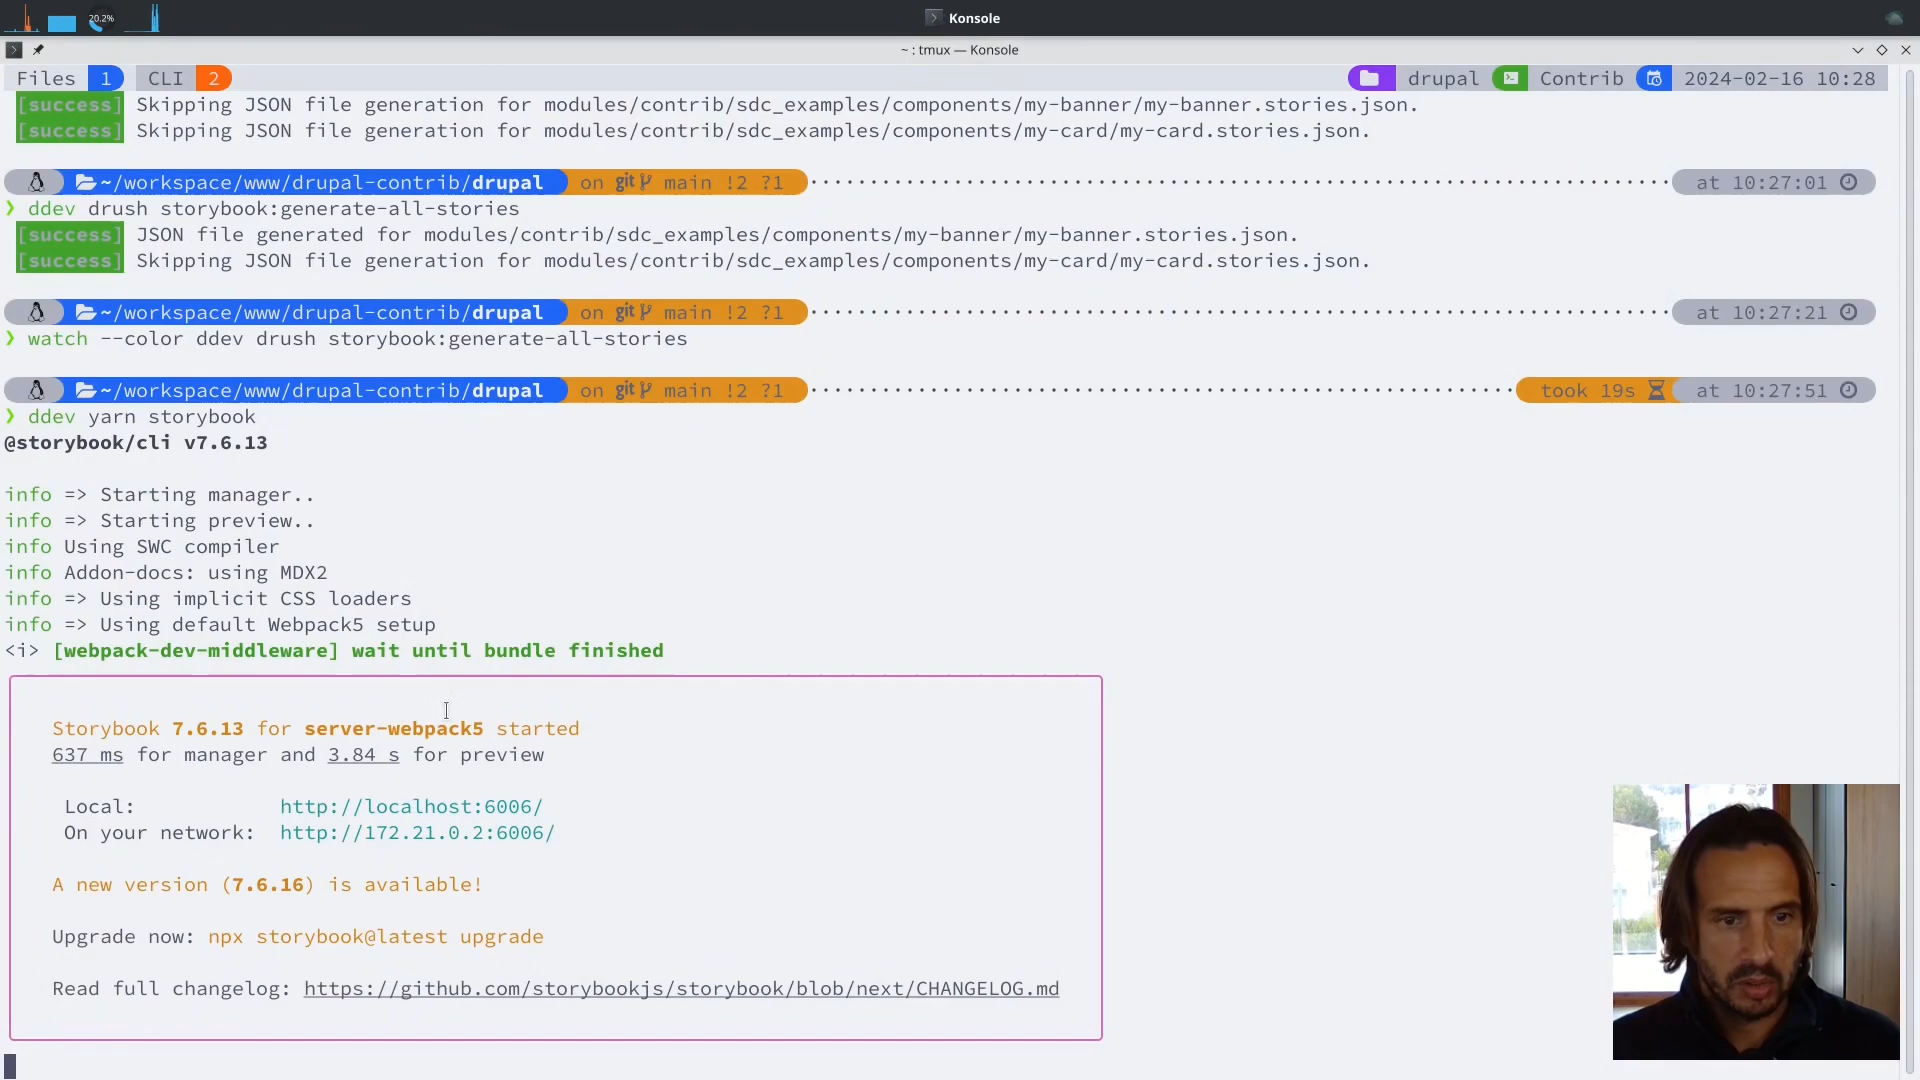 20.2%
Konsole
~ : tmux — Konsole
Files 1 CLI 2 drupal Contrib 2024-02-16 10:28
[success] Skipping JSON file generation for modules/contrib/sdc_examples/components/my-banner/my-banner.stories.json.
[success] Skipping JSON file generation for modules/contrib/sdc_examples/components/my-card/my-card.stories.json.
~/workspace/www/drupal-contrib/drupal on git main !2 ?1 at 10:27:01
❯ ddev drush storybook:generate-all-stories
[success] JSON file generated for modules/contrib/sdc_examples/components/my-banner/my-banner.stories.json.
[success] Skipping JSON file generation for modules/contrib/sdc_examples/components/my-card/my-card.stories.json.
~/workspace/www/drupal-contrib/drupal on git main !2 ?1 at 10:27:21
❯ watch --color ddev drush storybook:generate-all-stories
~/workspace/www/drupal-contrib/drupal on git main !2 ?1 took 19s at 10:27:51
❯ ddev yarn storybook
@storybook/cli v7.6.13
info => Starting manager..
info => Starting preview..
info Using SWC compiler
info Addon-docs: using MDX2
info => Using implicit CSS loaders
info => Using default Webpack5 setup
<i> [webpack-dev-middleware] wait until bundle finished
Storybook 7.6.13 for server-webpack5 started
637 ms for manager and 3.84 s for preview
Local: http://localhost:6006/
On your network: http://172.21.0.2:6006/
A new version (7.6.16) is available!
Upgrade now: npx storybook@latest upgrade
Read full changelog: https://github.com/storybookjs/storybook/blob/next/CHANGELOG.md